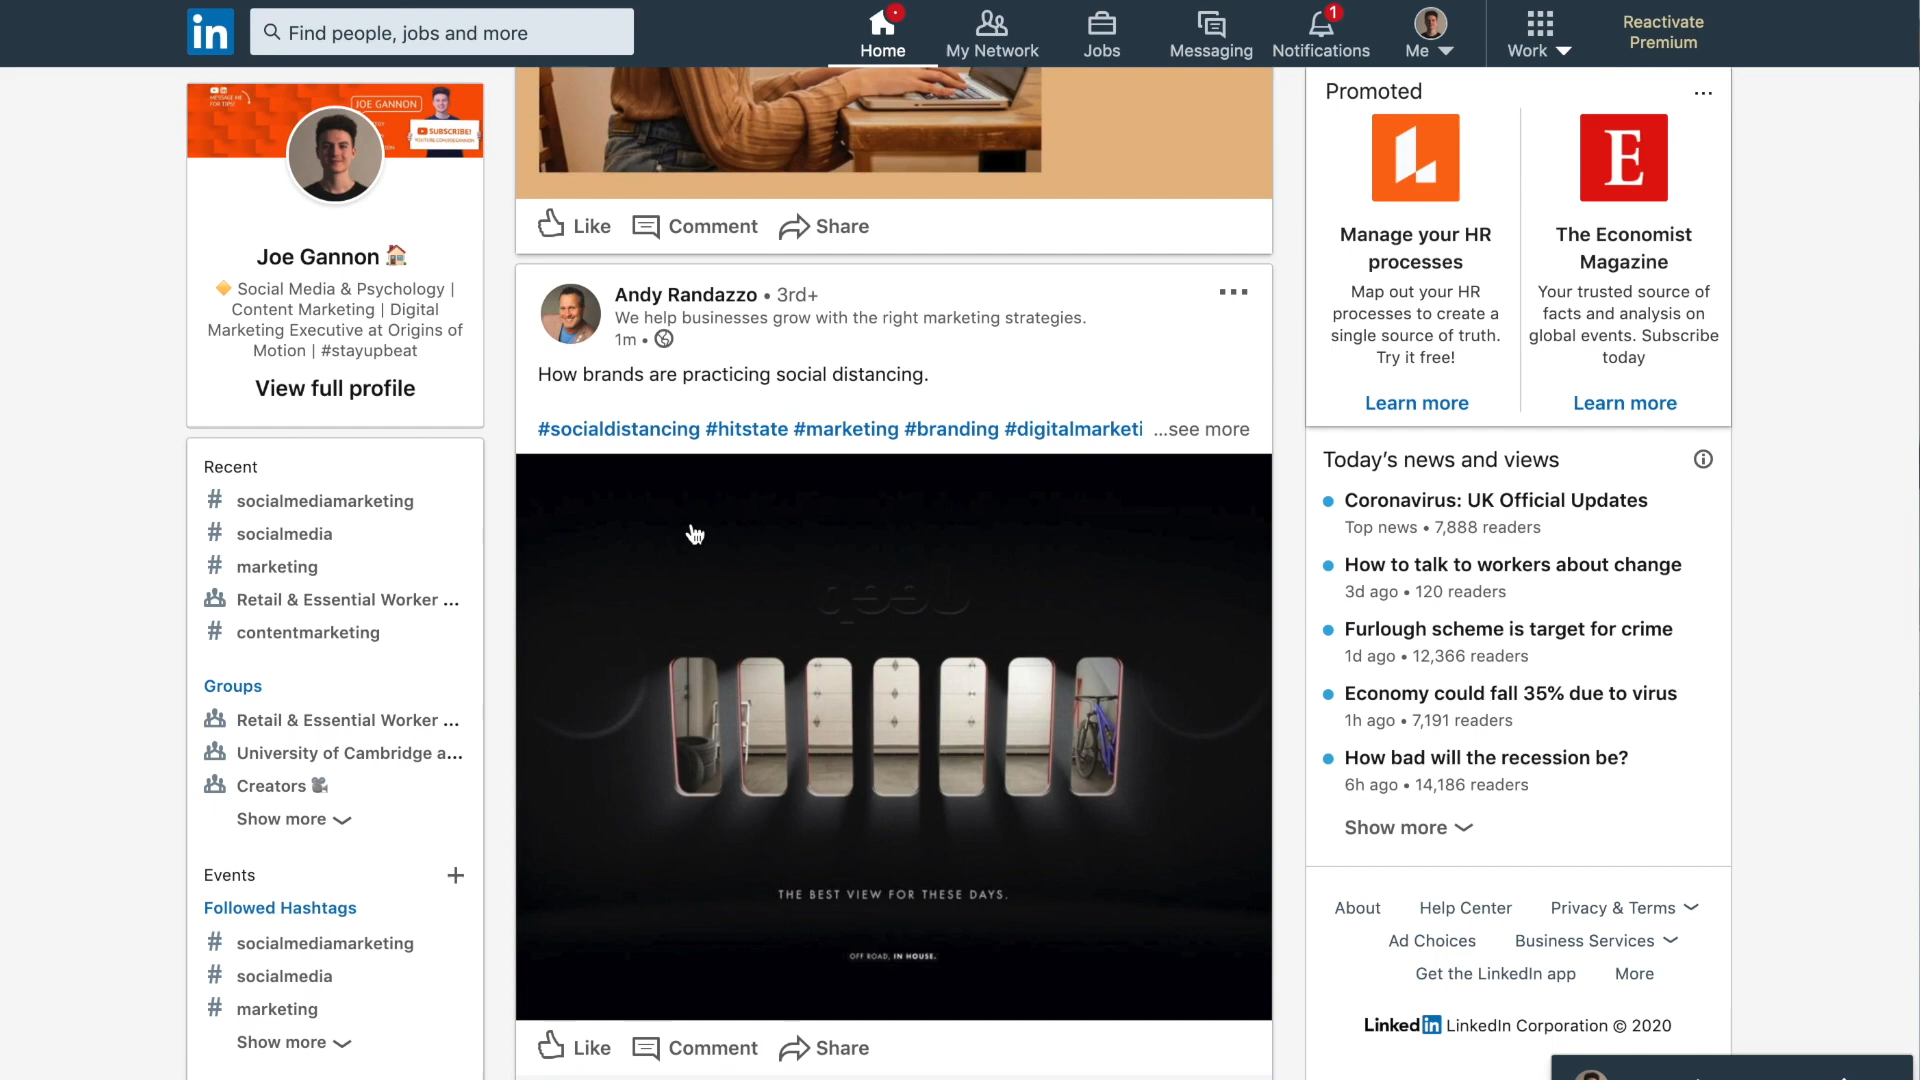 in
Find people, jobs and more
Home
My Network
Jobs
Messaging
1
Notifications
Me
Work
Reactivate
Premium
MESSAGE ME
FOR TIPS!
JOE GANNON
SUBSCRIBE!
Joe Gannon
Social Media & Psychology |
Content Marketing | Digital
Marketing Executive at Origins of
Motion | #stayupbeat
View full profile
Recent
# socialmediamarketing
# socialmedia
# marketing
Retail & Essential Worker ...
# contentmarketing
Groups
Retail & Essential Worker ...
University of Cambridge a...
Creators
Show more
Events +
Followed Hashtags
# socialmediamarketing
# socialmedia
# marketing
Show more
Like Comment Share
Andy Randazzo • 3rd+
We help businesses grow with the right marketing strategies.
1m •
How brands are practicing social distancing.
#socialdistancing #hitstate #marketing #branding #digitalmarketi ...see more
Jeep
THE BEST VIEW FOR THESE DAYS.
OFF ROAD, IN HOUSE.
Like Comment Share
Promoted
Manage your HR
processes
Map out your HR
processes to create a
single source of truth.
Try it free!
Learn more
E
The Economist
Magazine
Your trusted source of
facts and analysis on
global events. Subscribe
today
Learn more
Today's news and views
Coronavirus: UK Official Updates
Top news • 7,888 readers
How to talk to workers about change
3d ago • 120 readers
Furlough scheme is target for crime
1d ago • 12,366 readers
Economy could fall 35% due to virus
1h ago • 7,191 readers
How bad will the recession be?
6h ago • 14,186 readers
Show more
About Help Center Privacy & Terms
Ad Choices Business Services
Get the LinkedIn app More
LinkedIn LinkedIn Corporation © 2020